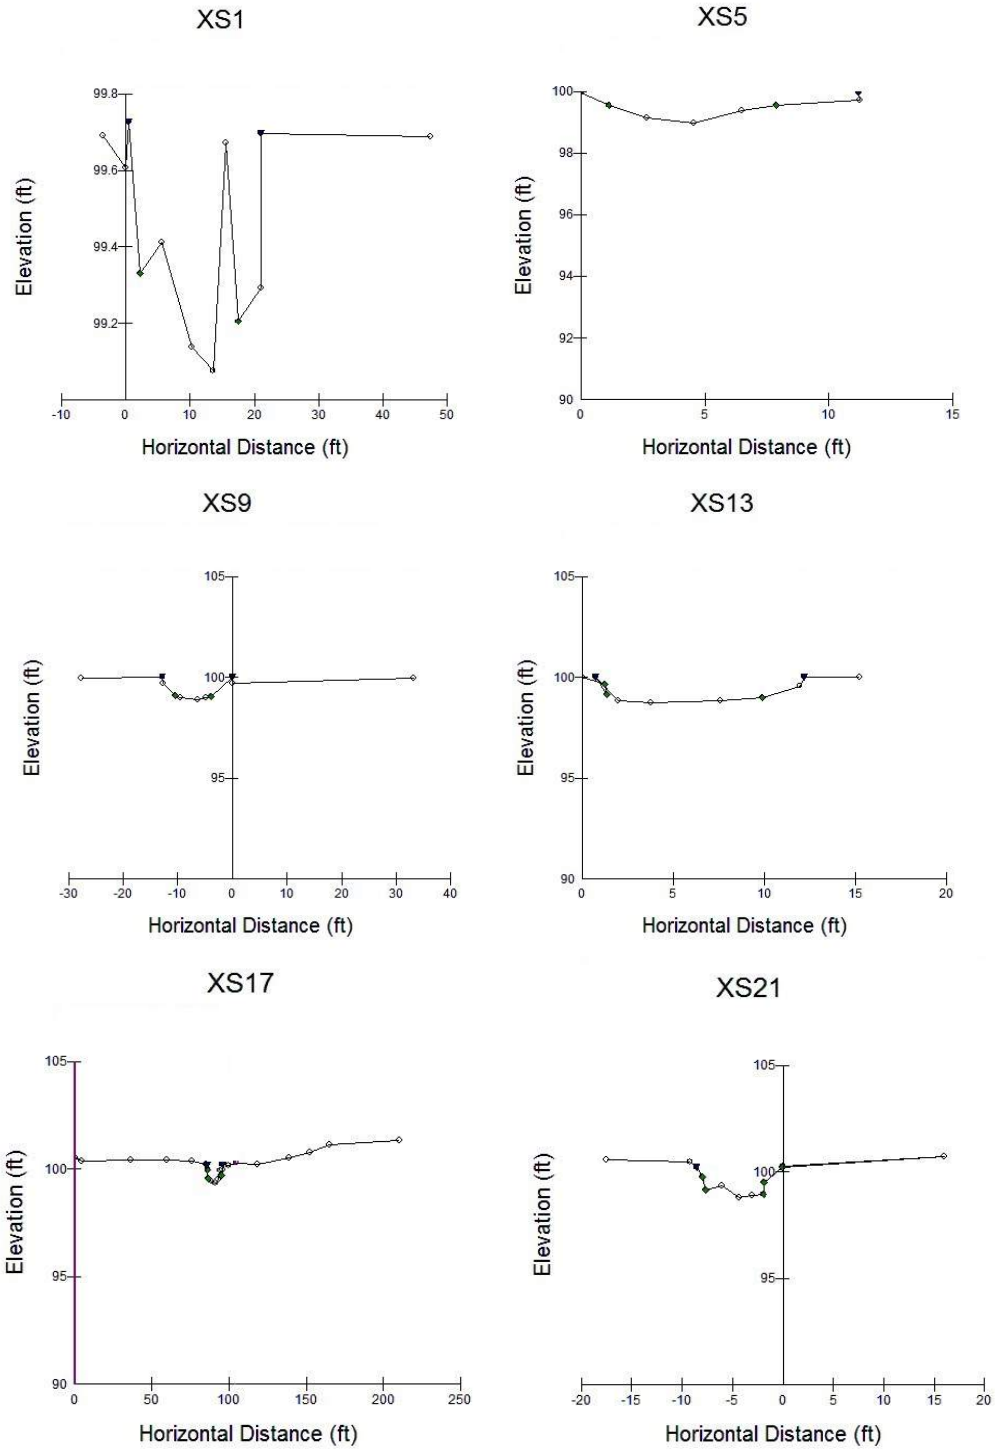 XS1
99.8
99.6
99.4
99.2
Elevation (ft)
-10 0 10 20 30 40 50
Horizontal Distance (ft)
XS5
100
98
96
94
92
90
Elevation (ft)
0 5 10 15
Horizontal Distance (ft)
XS9
105
100
95
Elevation (ft)
-30 -20 -10 0 10 20 30 40
Horizontal Distance (ft)
XS13
105
100
95
90
Elevation (ft)
0 5 10 15 20
Horizontal Distance (ft)
XS17
105
100
95
90
Elevation (ft)
0 50 100 150 200 250
Horizontal Distance (ft)
XS21
105
100
95
Elevation (ft)
-20 -15 -10 -5 0 4 8 12 16 20
Horizontal Distance (ft)